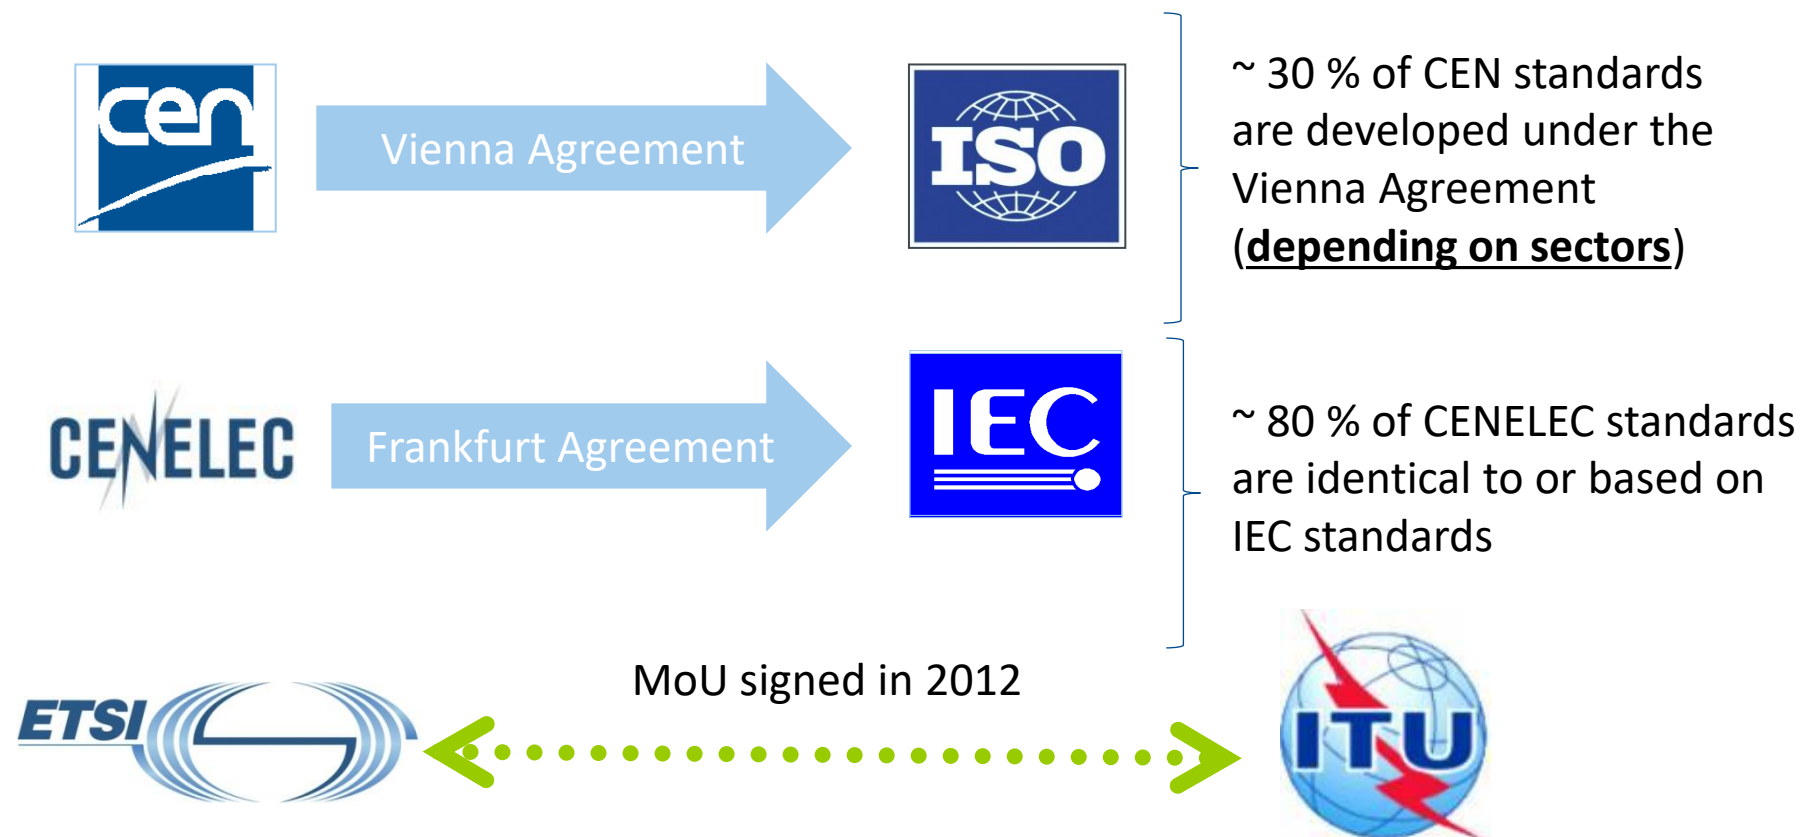 cen
Vienna Agreement
ISO
~ 30 % of CEN standards
are developed under the
Vienna Agreement
(depending on sectors)
CENELEC
Frankfurt Agreement
IEC
~ 80 % of CENELEC standards
are identical to or based on
IEC standards
ETSI
MoU signed in 2012
ITU